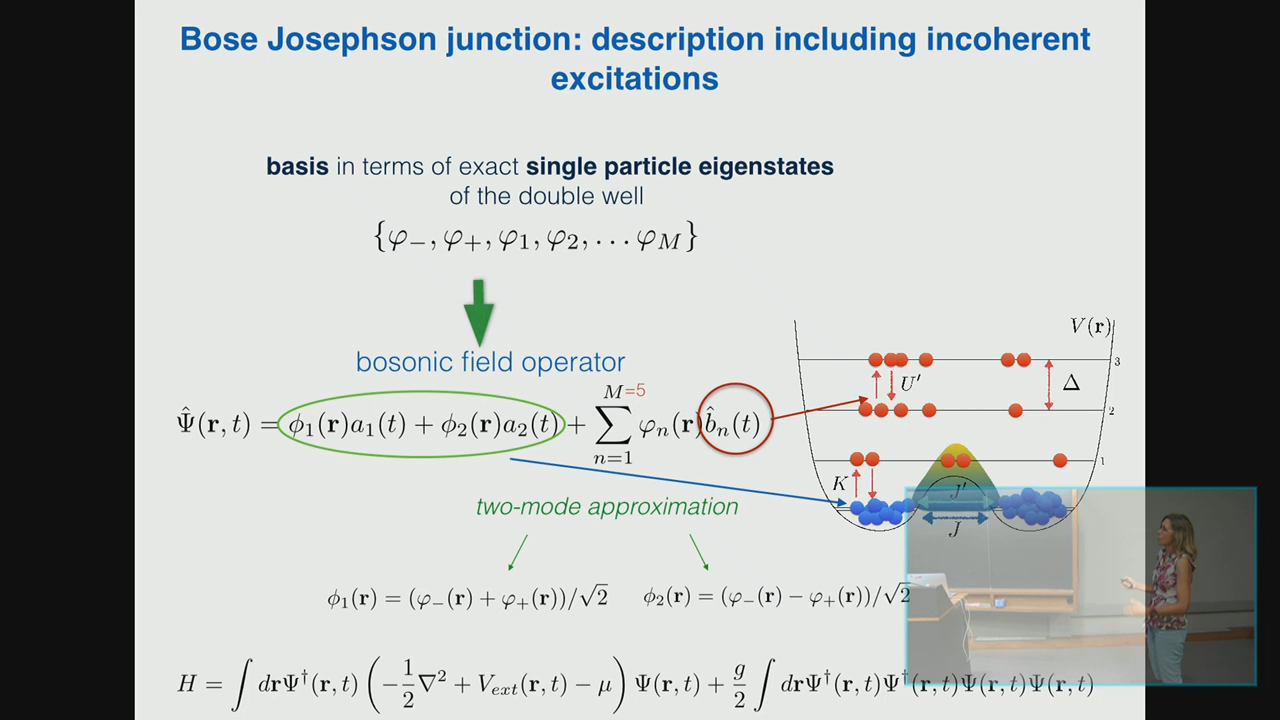 Bose Josephson junction: description including incoherent
excitations
basis in terms of exact single particle eigenstates
of the double well
{φ₋, φ₊, φ₁, φ₂, ... φ_M}
bosonic field operator
Ψ̂(r, t) = ϕ₁(r)a₁(t) + ϕ₂(r)a₂(t) + ∑_{n=1}^{M=5} φₙ(r)b̂ₙ(t)
V(r)
3
U′
Δ
2
1
K
J′
J
two-mode approximation
ϕ₁(r) = (φ₋(r) + φ₊(r))/√2
ϕ₂(r) = (φ₋(r) − φ₊(r))/√2
H = ∫ drΨ†(r, t) (−1/2 ∇² + V_ext(r, t) − μ) Ψ(r, t) + g/2 ∫ drΨ†(r, t)Ψ†(r, t)Ψ(r, t)Ψ(r, t)